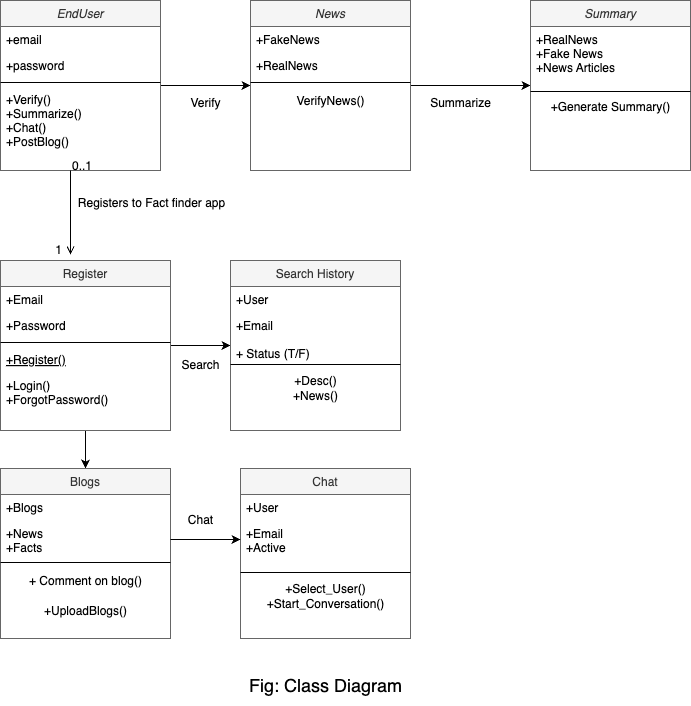 EndUser
+email
+password
+Verify()
+Summarize()
+Chat()
+PostBlog()
0..1
Verify
News
+FakeNews
+RealNews
VerifyNews()
Summarize
Summary
+RealNews
+Fake News
+News Articles
+Generate Summary()
Registers to Fact finder app
1
Register
+Email
+Password
+Register()
+Login()
+ForgotPassword()
Search
Search History
+User
+Email
+ Status (T/F)
+Desc()
+News()
Blogs
+Blogs
+News
+Facts
+ Comment on blog()
+UploadBlogs()
Chat
Chat
+User
+Email
+Active
+Select_User()
+Start_Conversation()
Fig: Class Diagram